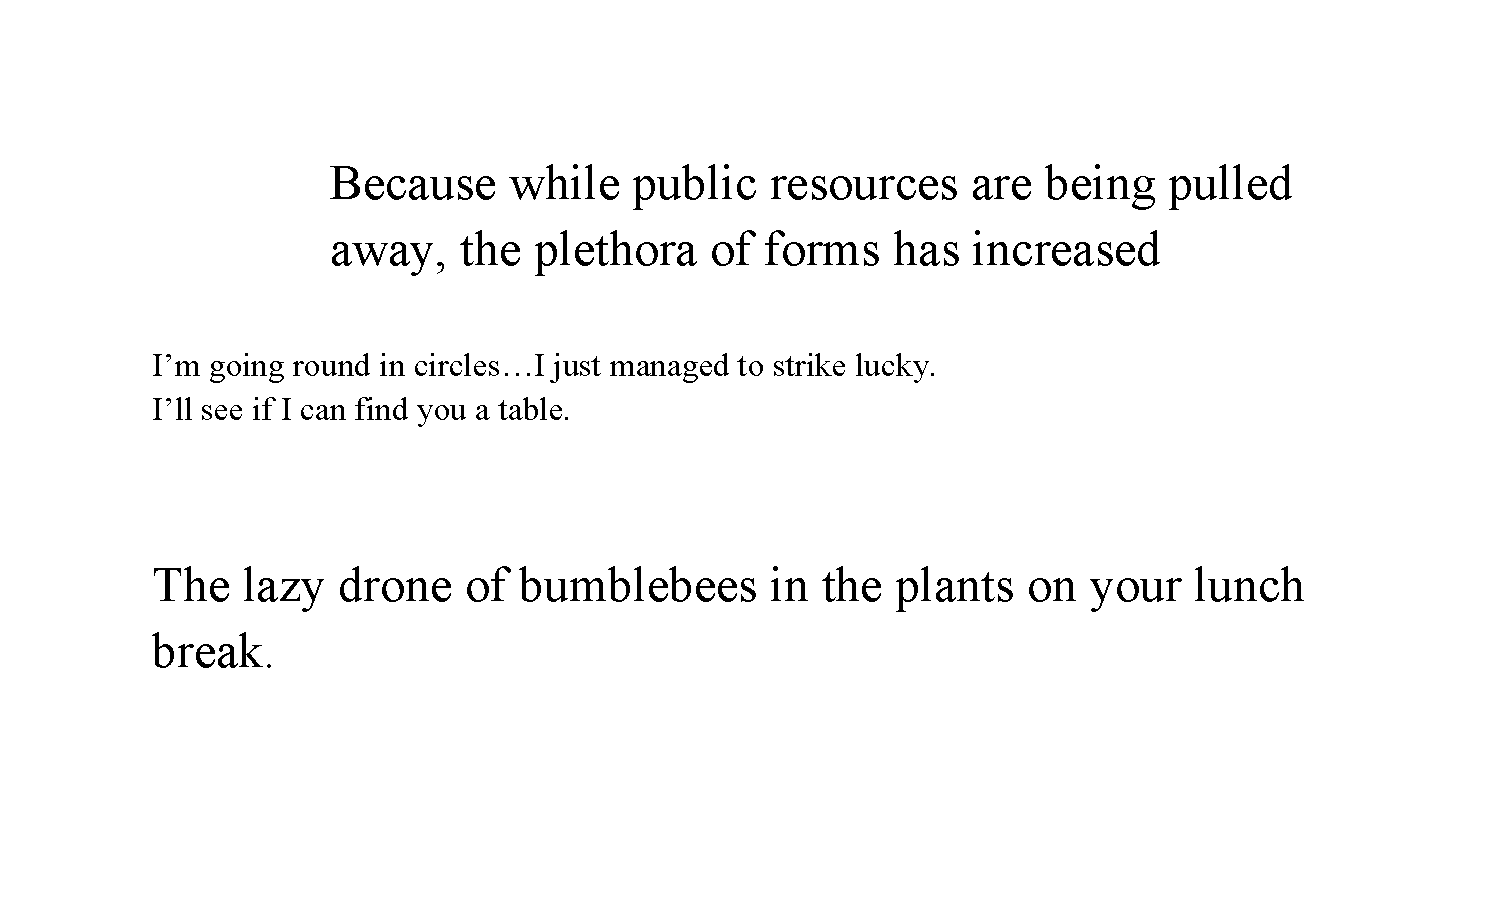 Because while public resources are being pulled
away, the plethora of forms has increased
I’m going round in circles…I just managed to strike lucky.
I’ll see if I can find you a table.
The lazy drone of bumblebees in the plants on your lunch
break.